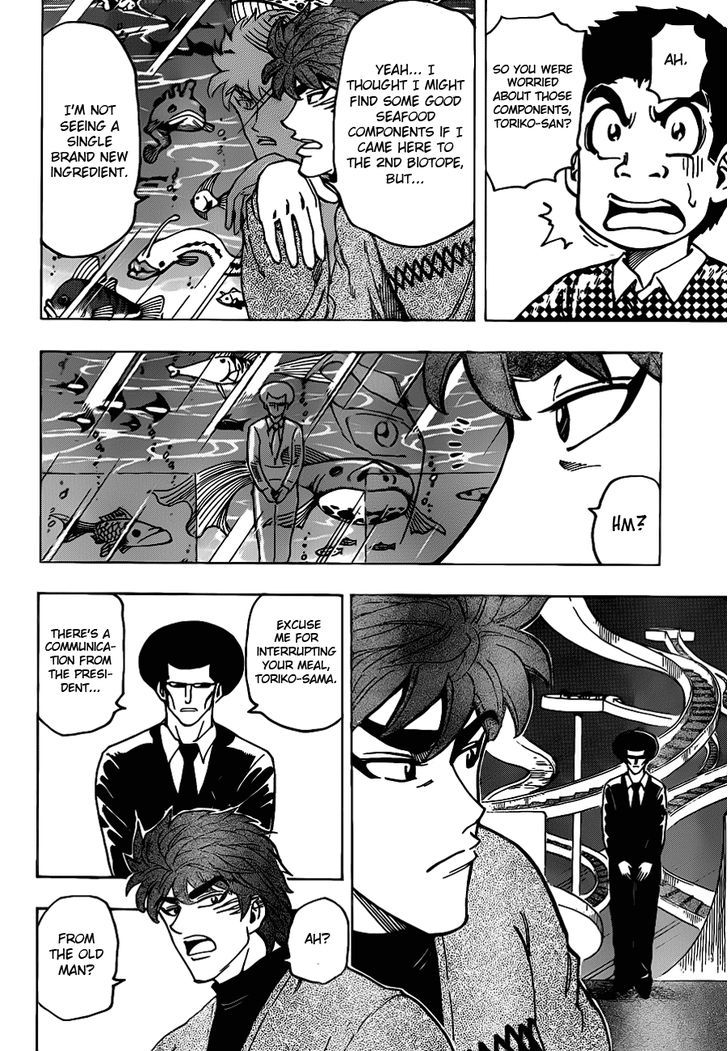 AH.
SO YOU WERE
WORRIED
ABOUT THOSE
COMPONENTS,
TORIKO-SAN?
YEAH... I
THOUGHT I MIGHT
FIND SOME GOOD
SEAFOOD
COMPONENTS IF I
CAME HERE TO
THE 2ND BIOTOPE,
BUT...
I'M NOT
SEEING A
SINGLE
BRAND NEW
INGREDIENT.
HM?
EXCUSE
ME FOR
INTERRUPTING
YOUR MEAL,
TORIKO-SAMA.
THERE'S A
COMMUNICA-
TION FROM
THE PRESI-
DENT...
AH?
FROM
THE OLD
MAN?